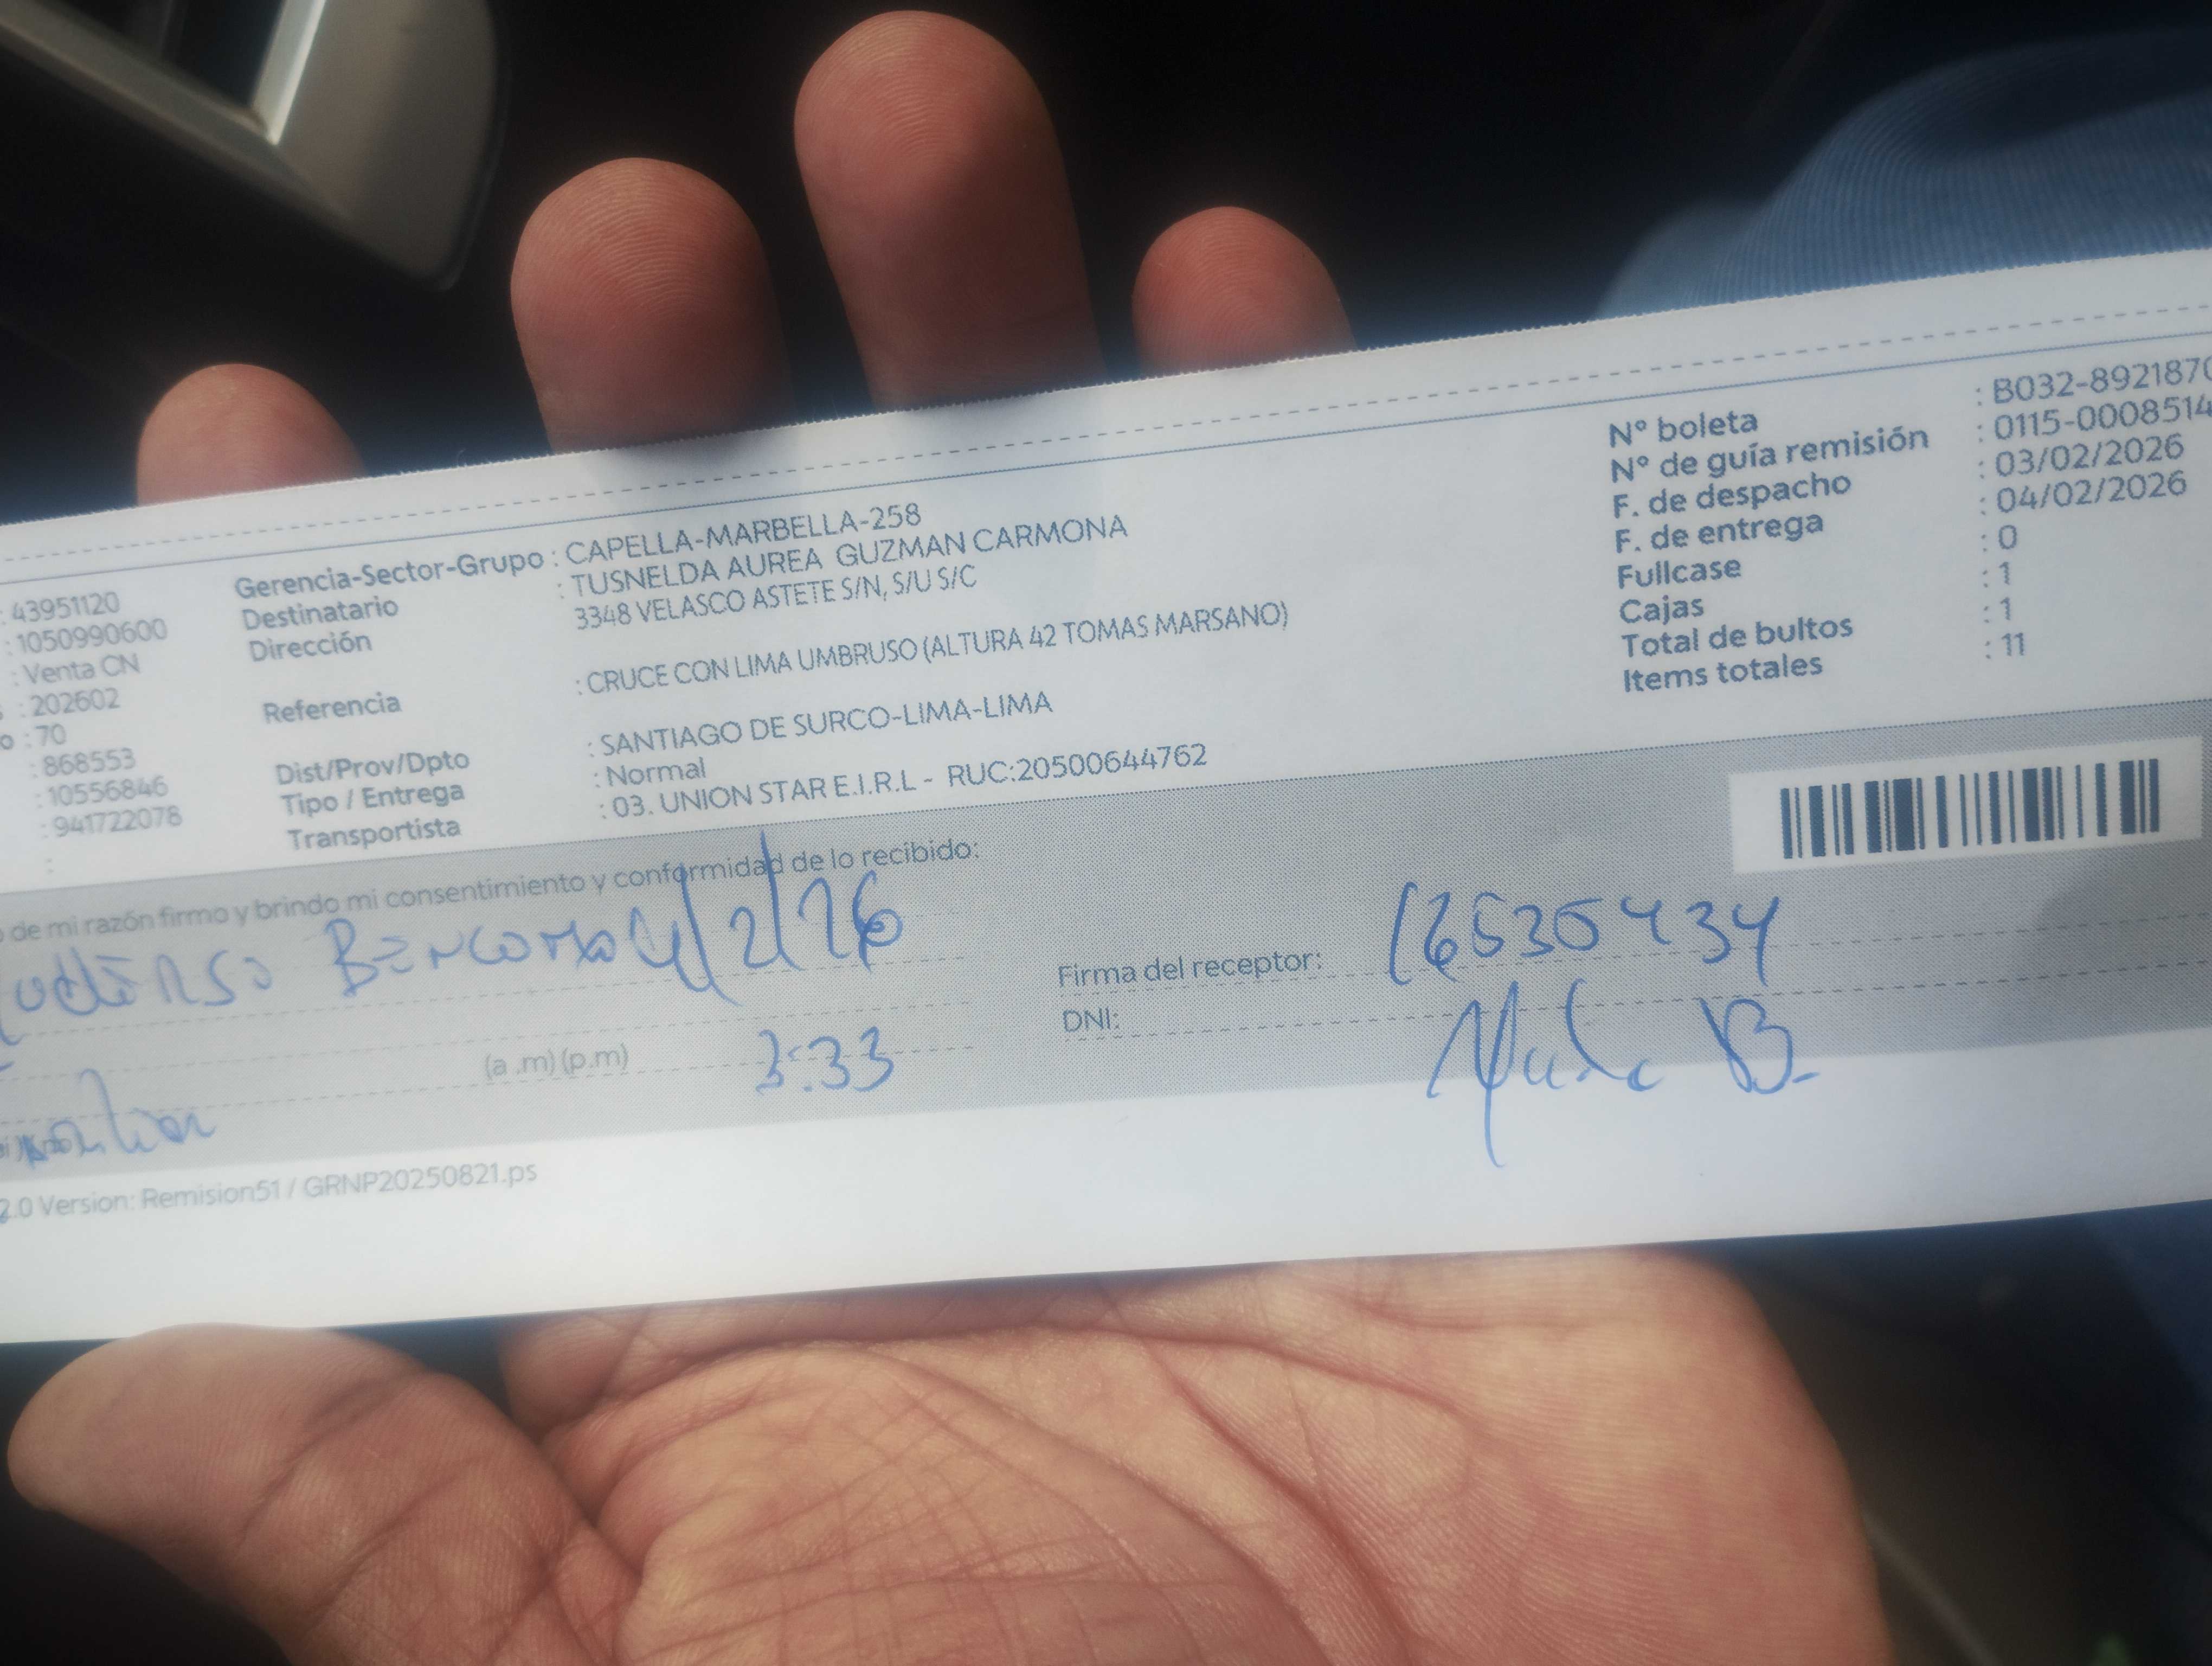 : 43951120
: 1050990600
: Venta CN
: 202602
o : 70
: 868553
: 10556846
: 941722078
:
Gerencia-Sector-Grupo : CAPELLA-MARBELLA-258
Destinatario : TUSNELDA AUREA GUZMAN CARMONA
Dirección 3348 VELASCO ASTETE S/N, S/U S/C
Referencia : CRUCE CON LIMA UMBRUSO (ALTURA 42 TOMAS MARSANO)
Dist/Prov/Dpto : SANTIAGO DE SURCO-LIMA-LIMA
Tipo / Entrega : Normal
Transportista : 03. UNION STAR E.I.R.L - RUC:20500644762
N° boleta : B032-8921870
N° de guía remisión : 0115-0008514
F. de despacho : 03/02/2026
F. de entrega : 04/02/2026
Fullcase : 0
Cajas : 1
Total de bultos : 1
Items totales : 11
o de mi razón firmo y brindo mi consentimiento y conformidad de lo recibido:
4/2/26
(a .m) (p.m) 3:33
Firma del receptor: 16535434
DNI:
2.0 Version: Remision51 / GRNP20250821.ps